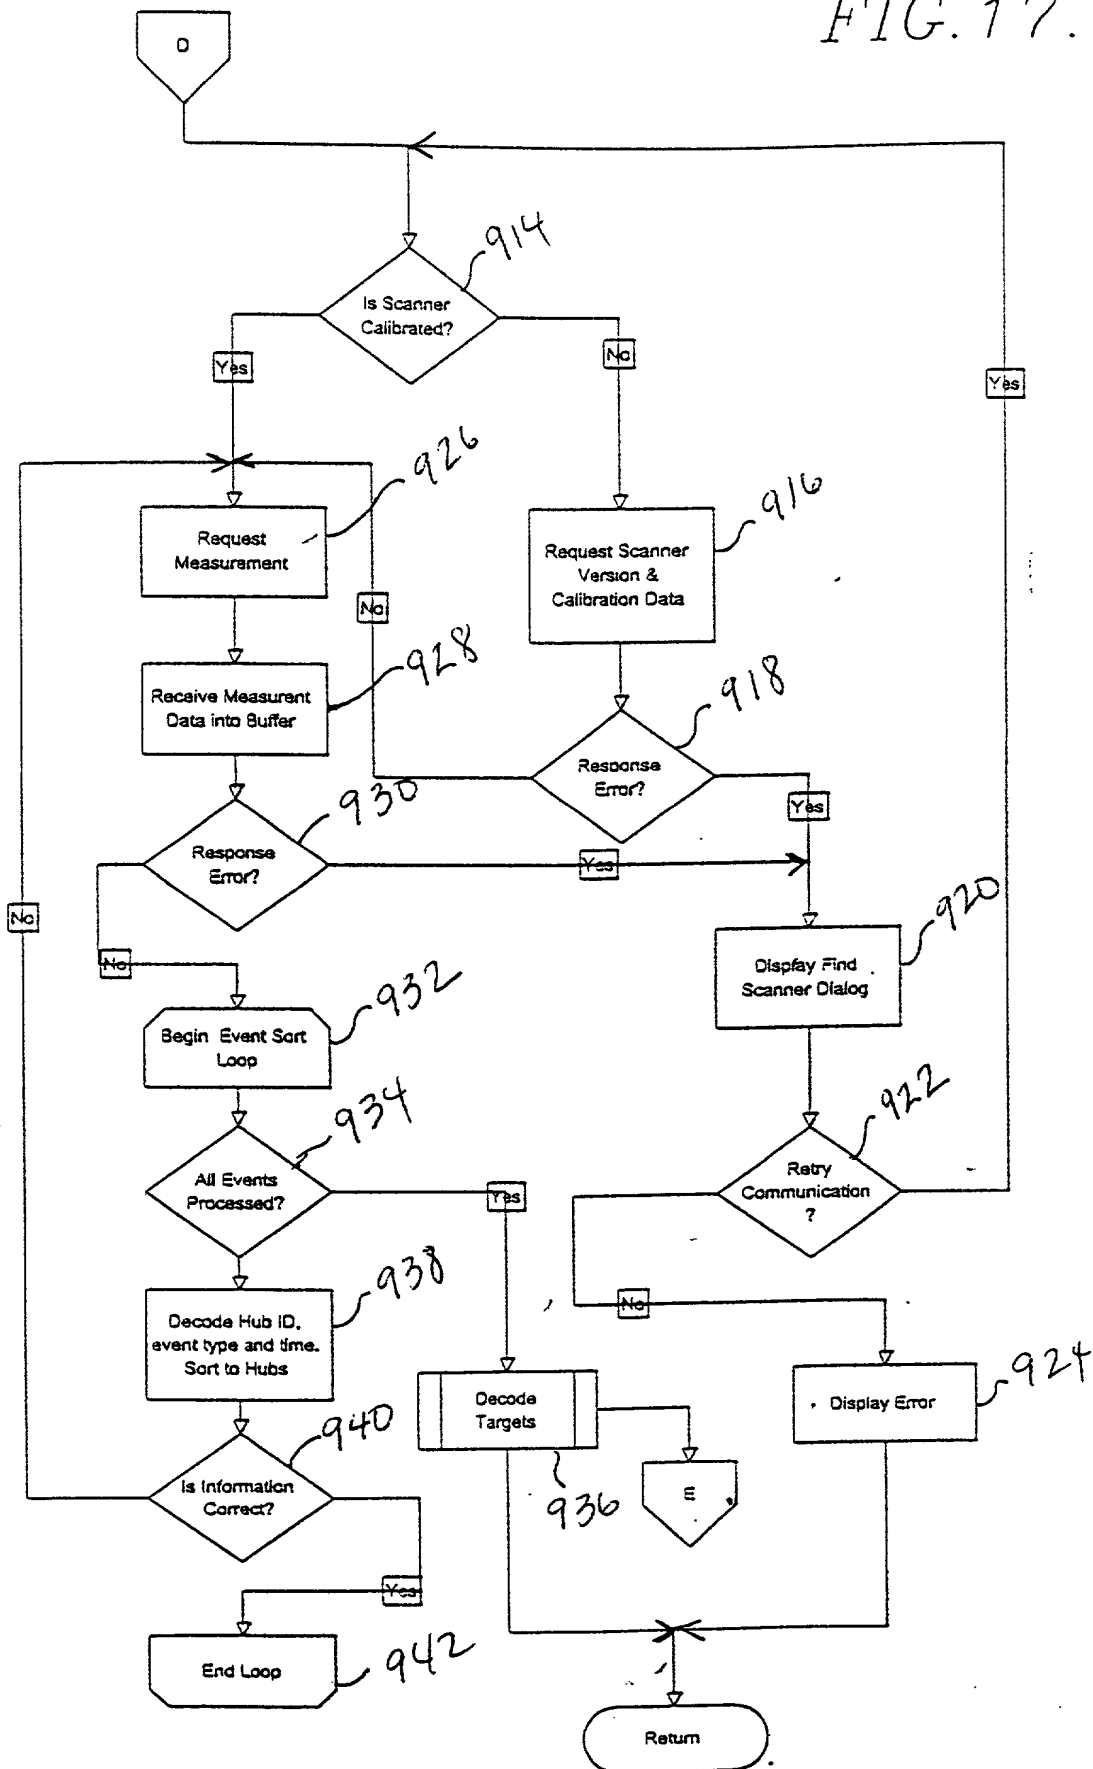 FIG. 17.
D
914
Is Scanner
Calibrated?
Yes
No
Yes
926
Request
Measurement
916
Request Scanner
Version &
Calibration Data
No
928
Receive Measurent
Data into Buffer
918
Response
Error?
Yes
930
Response
Error?
Yes
No
No
920
Display Find
Scanner Dialog
932
Begin Event Sort
Loop
934
All Events
Processed?
Yes
922
Retry
Communication
?
No
938
Decode Hub ID,
event type and time.
Sort to Hubs
924
Display Error
Decode
Targets
936
E
940
Is Information
Correct?
Yes
End Loop
942
Return